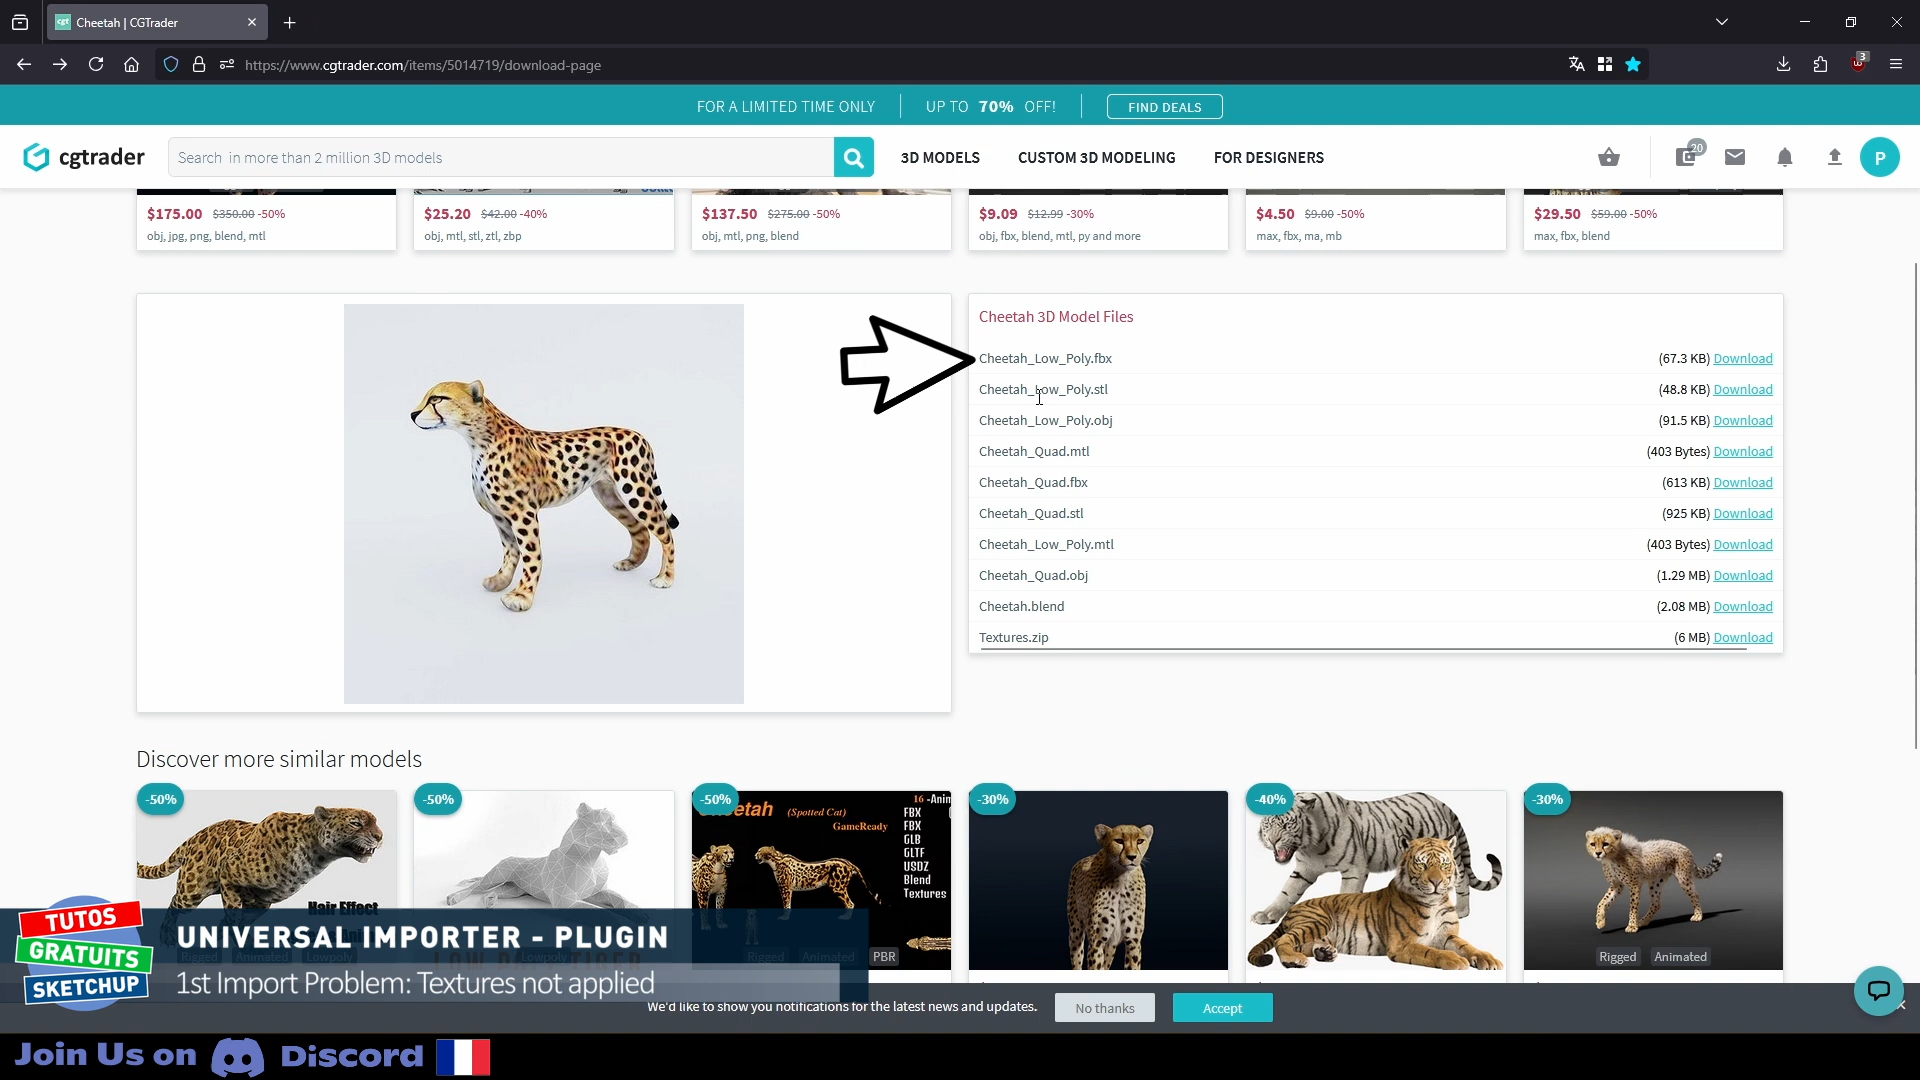 Cheetah | CGTrader
https://www.cgtrader.com/items/5014719/download-page
3
FOR A LIMITED TIME ONLY
UP TO 70% OFF!
FIND DEALS
cgtrader
Search in more than 2 million 3D models
3D MODELS
CUSTOM 3D MODELING
FOR DESIGNERS
20
P
$175.00 $350.00 -50%
obj, jpg, png, blend, mtl
$25.20 $42.00 -40%
obj, mtl, stl, ztl, zbp
$137.50 $275.00 -50%
obj, mtl, png, blend
$9.09 $12.99 -30%
obj, fbx, blend, mtl, py and more
$4.50 $9.00 -50%
max, fbx, ma, mb
$29.50 $59.00 -50%
max, fbx, blend
Cheetah 3D Model Files
Cheetah_Low_Poly.fbx (67.3 KB) Download
Cheetah_Low_Poly.stl (48.8 KB) Download
Cheetah_Low_Poly.obj (91.5 KB) Download
Cheetah_Quad.mtl (403 Bytes) Download
Cheetah_Quad.fbx (613 KB) Download
Cheetah_Quad.stl (925 KB) Download
Cheetah_Low_Poly.mtl (403 Bytes) Download
Cheetah_Quad.obj (1.29 MB) Download
Cheetah.blend (2.08 MB) Download
Textures.zip (6 MB) Download
Discover more similar models
-50%
-50%
-50%
-30%
-40%
-30%
(Spotted Cat)
GameReady
FBX
FBX
GLB
GLTF
USDZ
Blend
Textures
Hair Effect
Rigged Animated Lowpoly
Lowpoly
Rigged Animated PBR
Rigged Animated
TUTOS
GRATUITS
SKETCHUP
UNIVERSAL IMPORTER - PLUGIN
1st Import Problem: Textures not applied
We'd like to show you notifications for the latest news and updates.
No thanks
Accept
Join Us on Discord